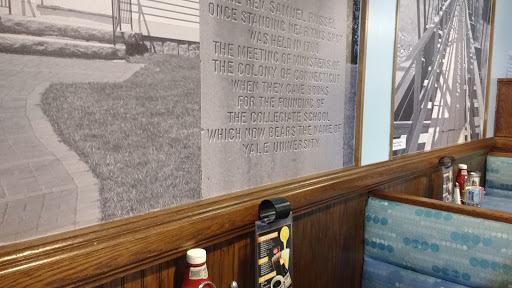 REV. SAMUEL RUSSEL
ONCE STANDING NEAR THIS SPOT
WAS HELD IN 1701
THE MEETING OF MINISTERS OF
THE COLONY OF CONNECTICUT
WHEN THEY GAVE BOOKS
FOR THE FOUNDING OF
THE COLLEGIATE SCHOOL
WHICH NOW BEARS THE NAME OF
YALE UNIVERSITY